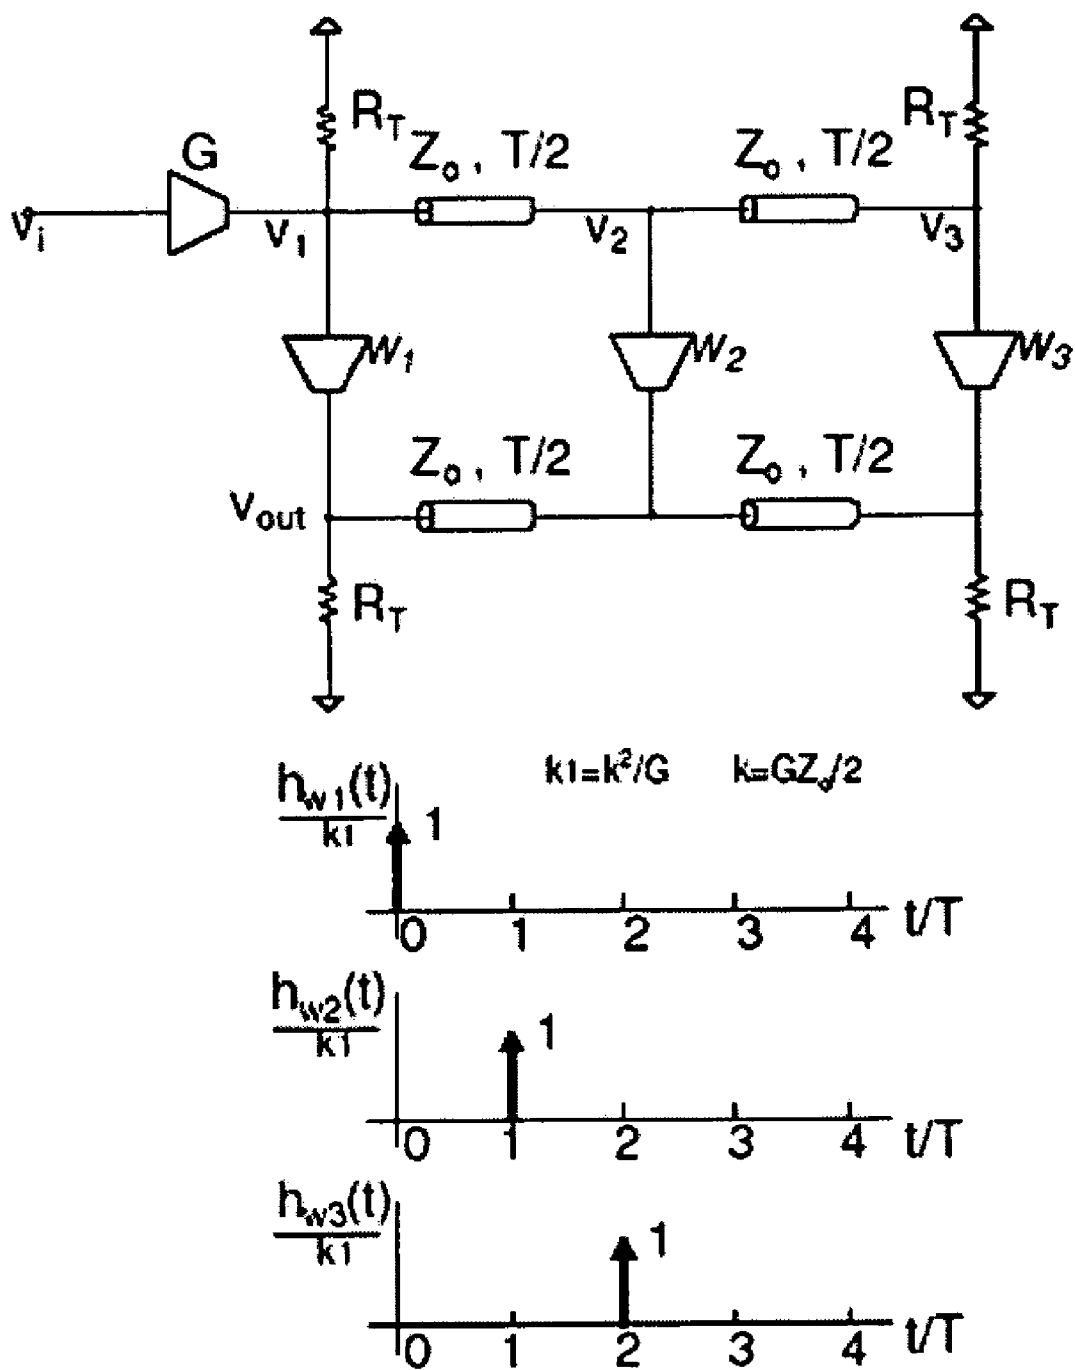 R_T R_T
G Z_o , T/2 Z_o , T/2
v_i v_1 v_2 v_3
w_1 w_2 w_3
Z_o , T/2 Z_o , T/2
v_out
R_T R_T
k1=k²/G k=GZ_o/2
h_w1(t)
k1
1
0 1 2 3 4 t/T
h_w2(t)
k1
1
0 1 2 3 4 t/T
h_w3(t)
k1
1
0 1 2 3 4 t/T